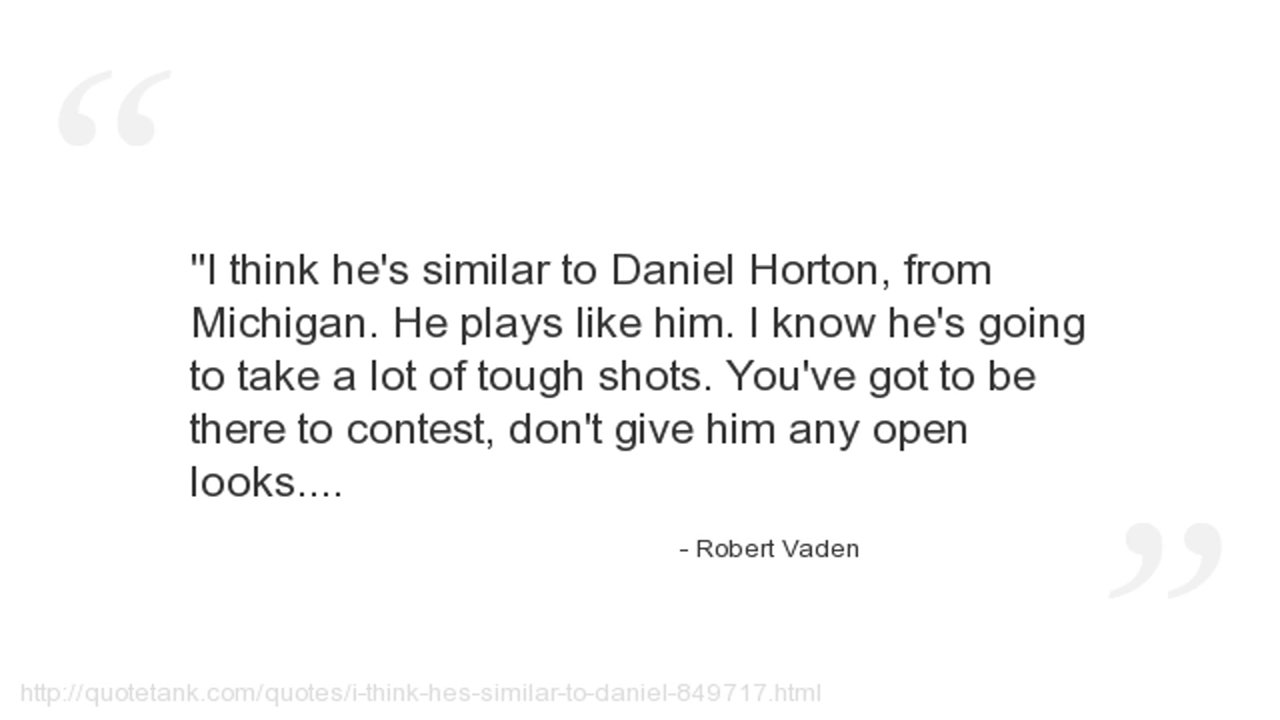 "I think he's similar to Daniel Horton, from
Michigan. He plays like him. I know he's going
to take a lot of tough shots. You've got to be
there to contest, don't give him any open
looks....
- Robert Vaden
http://quotetank.com/quotes/i-think-hes-similar-to-daniel-849717.html